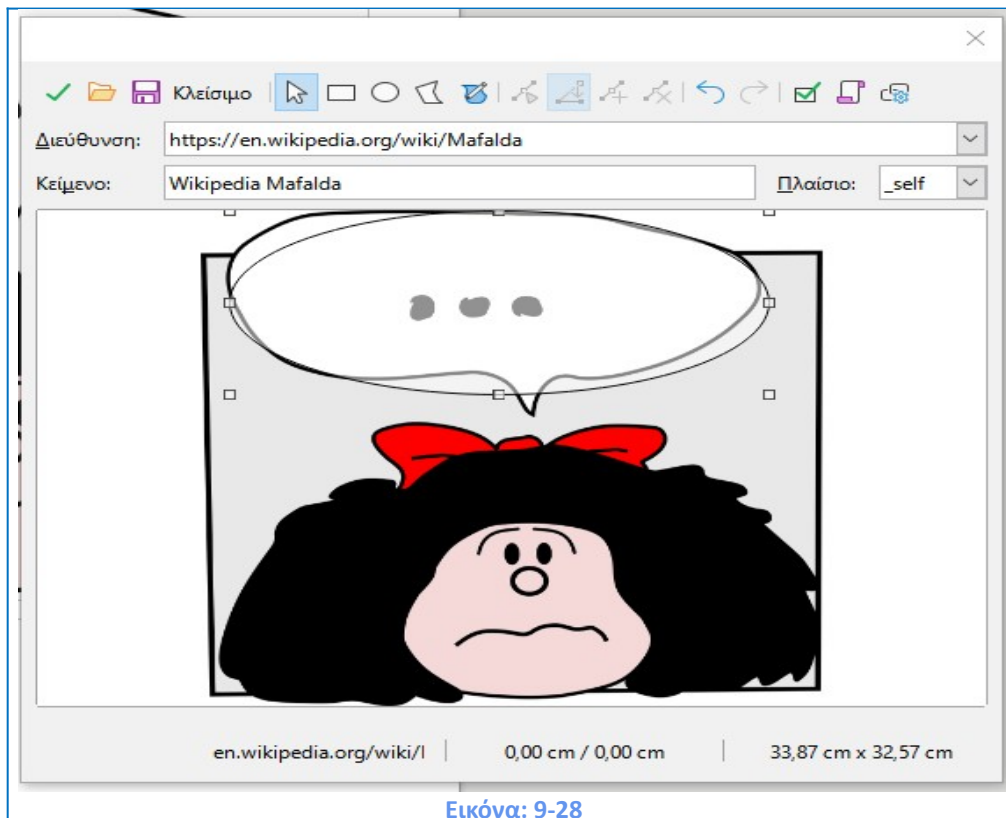 Κλείσιμο
Διεύθυνση: https://en.wikipedia.org/wiki/Mafalda
Κείμενο: Wikipedia Mafalda Πλαίσιο: _self
en.wikipedia.org/wiki/l 0,00 cm / 0,00 cm 33,87 cm x 32,57 cm
Εικόνα: 9-28